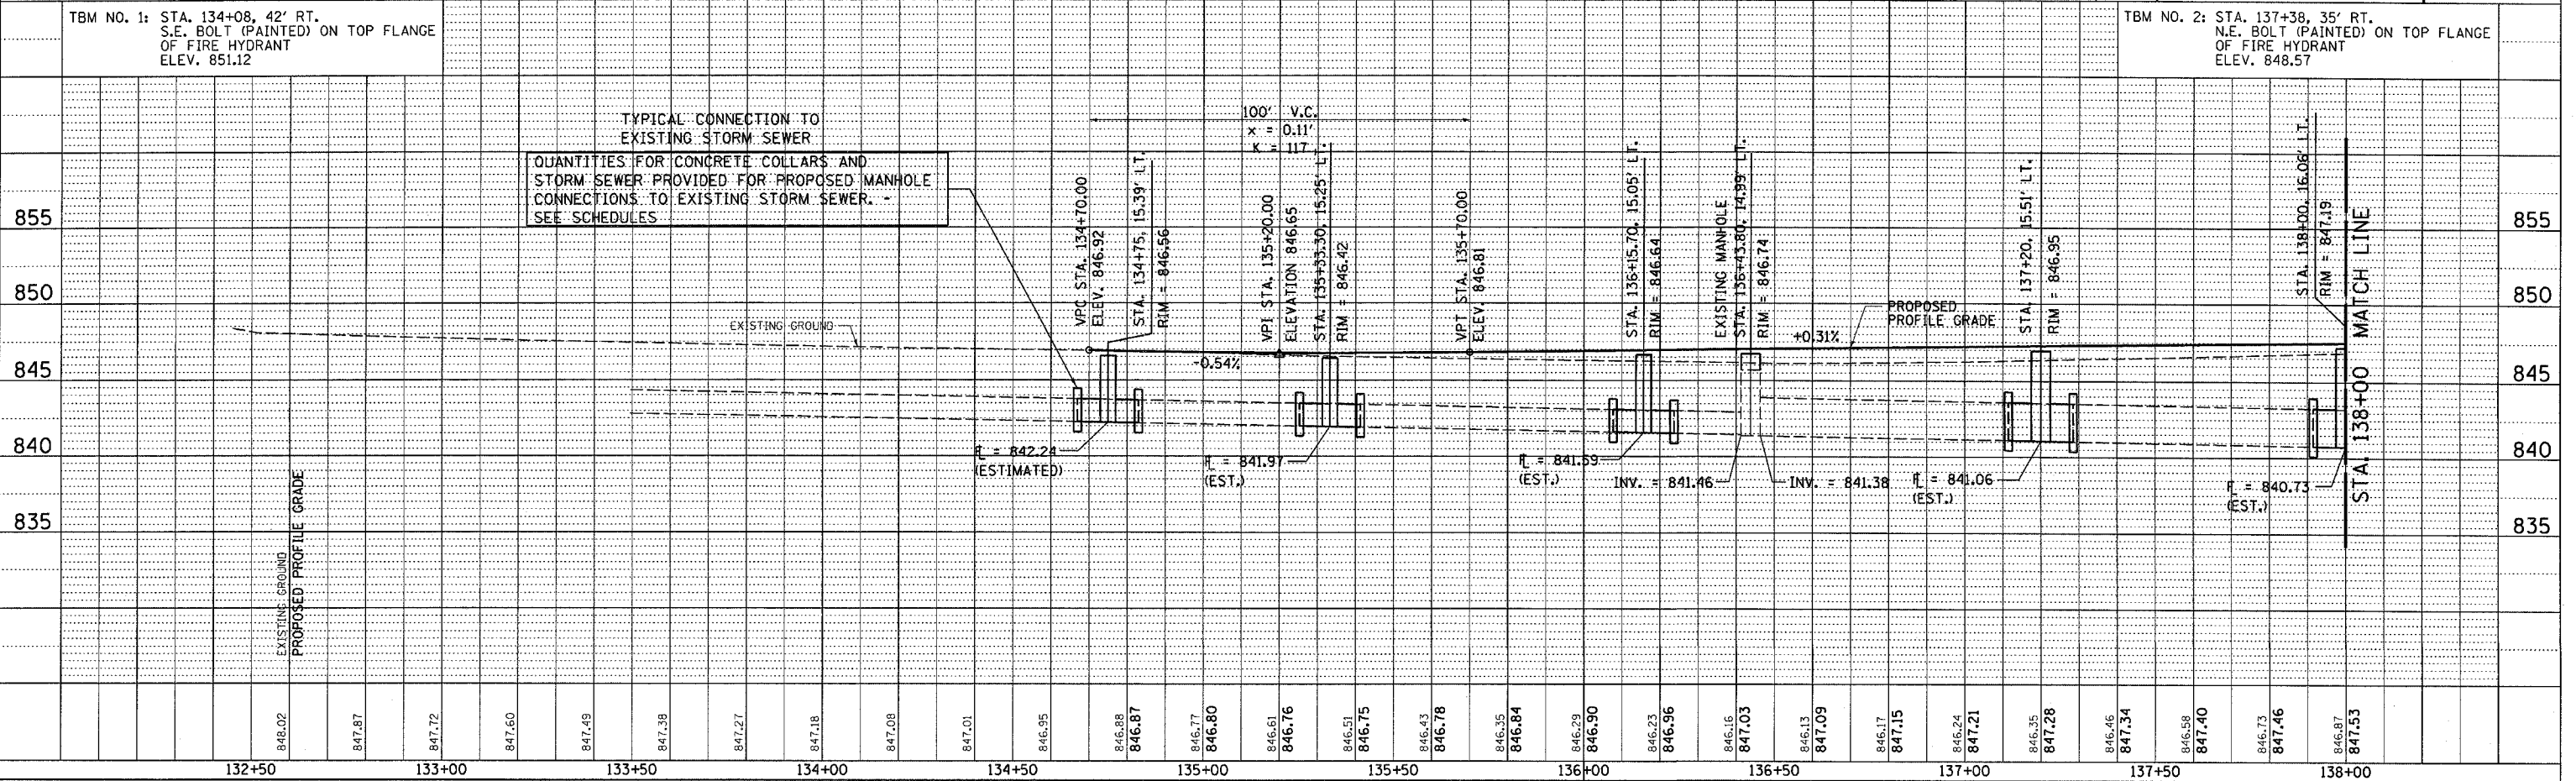 TBM NO. 1: STA. 134+08, 42' RT.
S.E. BOLT (PAINTED) ON TOP FLANGE
OF FIRE HYDRANT
ELEV. 851.12
TBM NO. 2: STA. 137+38, 35' RT.
N.E. BOLT (PAINTED) ON TOP FLANGE
OF FIRE HYDRANT
ELEV. 848.57
TYPICAL CONNECTION TO
EXISTING STORM SEWER
QUANTITIES FOR CONCRETE COLLARS AND
STORM SEWER PROVIDED FOR PROPOSED MANHOLE
CONNECTIONS TO EXISTING STORM SEWER. -
SEE SCHEDULES
100' V.C.
x = 0.11'
K = 117
VPC STA. 134+70.00
ELEV. 846.92
STA. 134+75, 15.39' LT.
RIM = 846.56
VPI STA. 135+20.00
ELEVATION 846.65
STA. 135+33.30, 15.25' LT.
RIM = 846.42
VPT STA. 135+70.00
ELEV. 846.81
STA. 136+15.70, 15.05' LT.
RIM = 846.64
EXISTING MANHOLE
STA. 136+43.80, 14.99' LT.
RIM = 846.74
STA. 137+20, 15.51' LT.
RIM = 846.95
STA. 138+00, 16.06' LT.
RIM = 847.19
STA. 138+00 MATCH LINE
855
850
845
840
835
855
850
845
840
835
EXISTING GROUND
-0.54%
+0.31%
PROPOSED
PROFILE GRADE
FL = 842.24
(ESTIMATED)
FL = 841.97
(EST.)
FL = 841.59
(EST.)
INV. = 841.46
INV. = 841.38
FL = 841.06
(EST.)
FL = 840.73
(EST.)
EXISTING GROUND
PROPOSED PROFILE GRADE
848.02
847.87
847.72
847.60
847.49
847.38
847.27
847.18
847.08
847.01
846.95
846.88
846.87
846.77
846.80
846.61
846.76
846.51
846.75
846.43
846.78
846.35
846.84
846.29
846.90
846.23
846.96
846.16
847.03
846.13
847.09
846.17
847.15
846.24
847.21
846.35
847.28
846.46
847.34
846.58
847.40
846.73
847.46
846.87
847.53
132+50
133+00
133+50
134+00
134+50
135+00
135+50
136+00
136+50
137+00
137+50
138+00